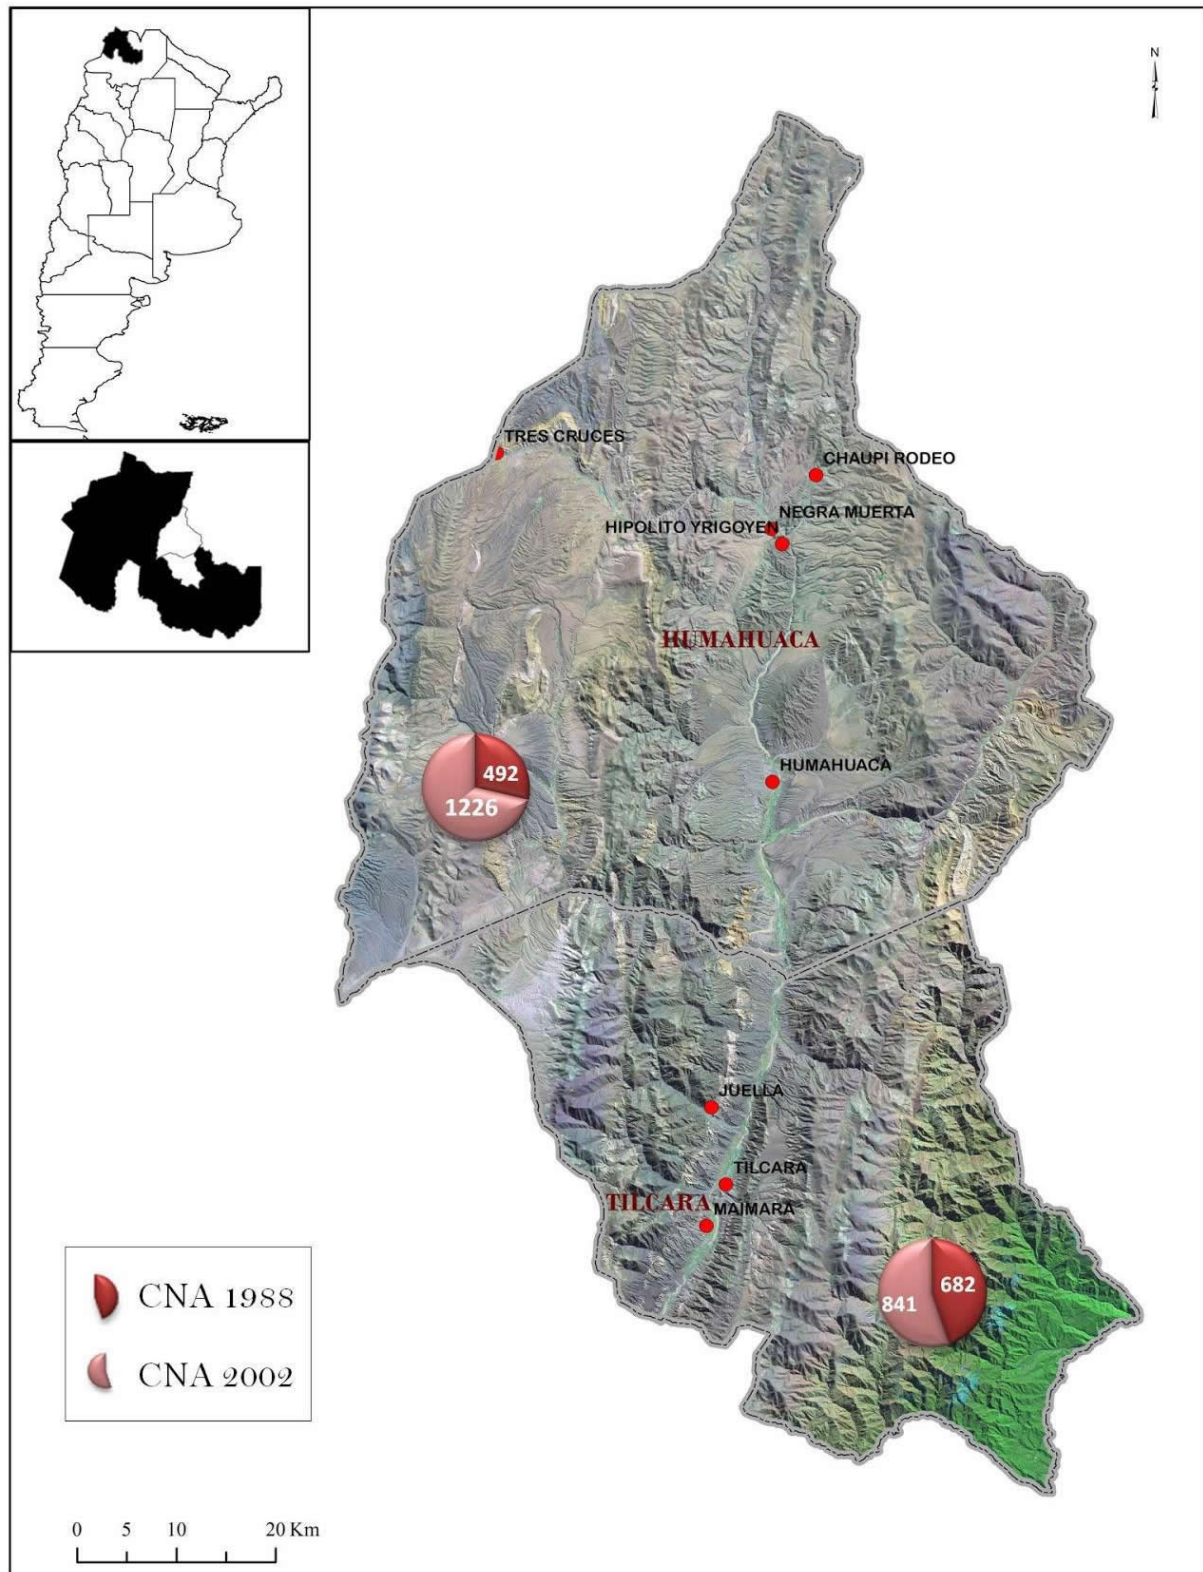 N
TRES CRUCES
CHAUPI RODEO
NEGRA MUERTA
HIPOLITO YRIGOYEN
HUMAHUACA
HUMAHUACA
492
1226
JUELLA
TILCARA
TILCARA
MAIMARA
682
841
CNA 1988
CNA 2002
0 5 10 20 Km